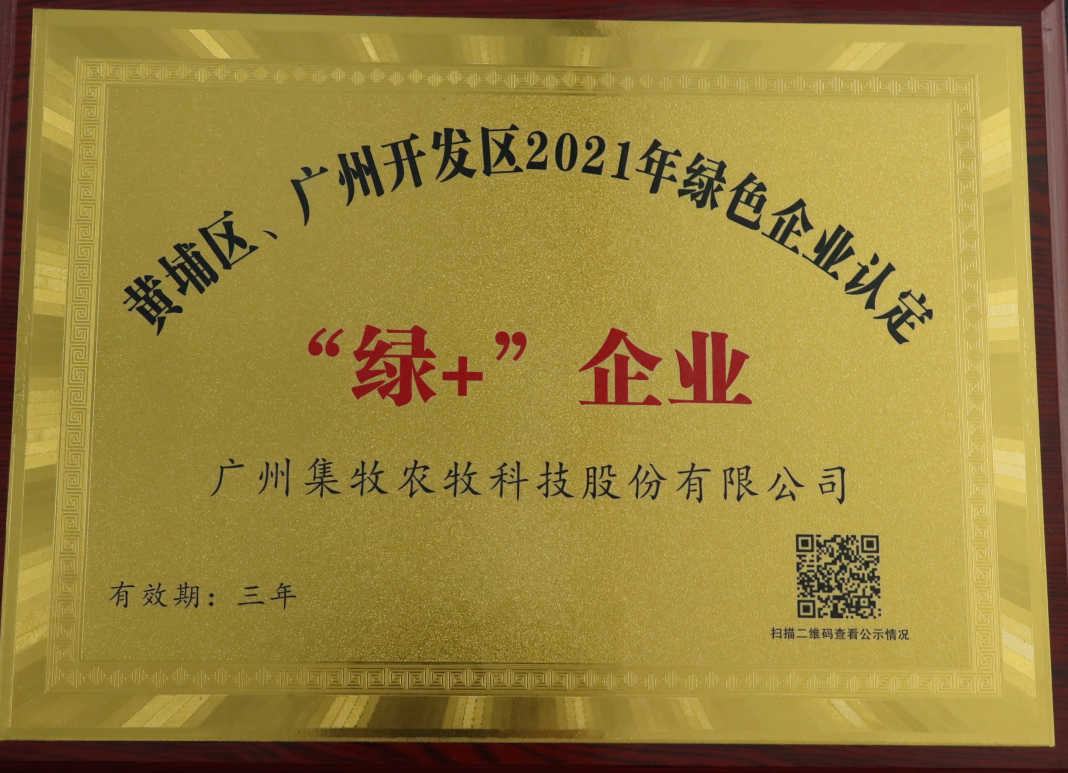 黄埔区、广州开发区2021年绿色企业认定
“绿+”企业
广州集牧农牧科技股份有限公司
有效期：三年
扫描二维码查看公示情况